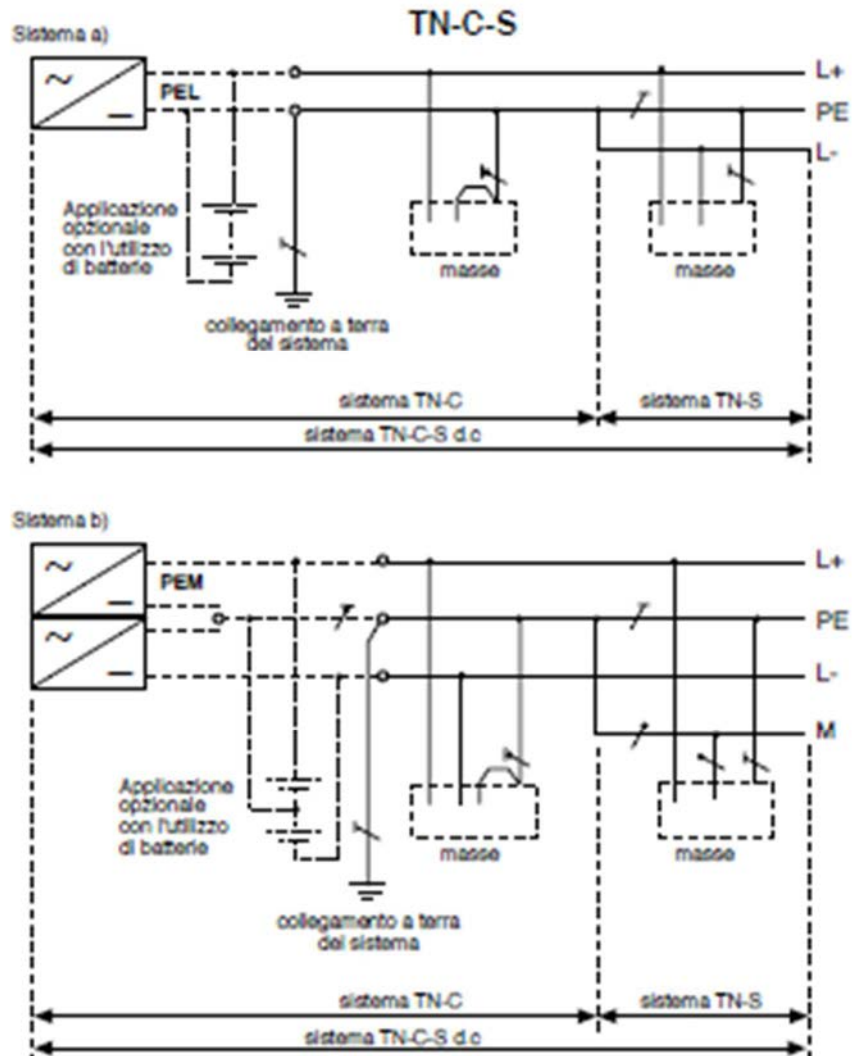 TN-C-S
Sistema a)
L+
PEL
PE
L-
Applicazione
opzionale
con l'utilizzo
di batterie
masse
masse
collegamento a terra
del sistema
sistema TN-C
sistema TN-S
sistema TN-C-S d.c
Sistema b)
L+
PEM
PE
L-
M
Applicazione
opzionale
con l'utilizzo
di batterie
masse
masse
collegamento a terra
del sistema
sistema TN-C
sistema TN-S
sistema TN-C-S d.c